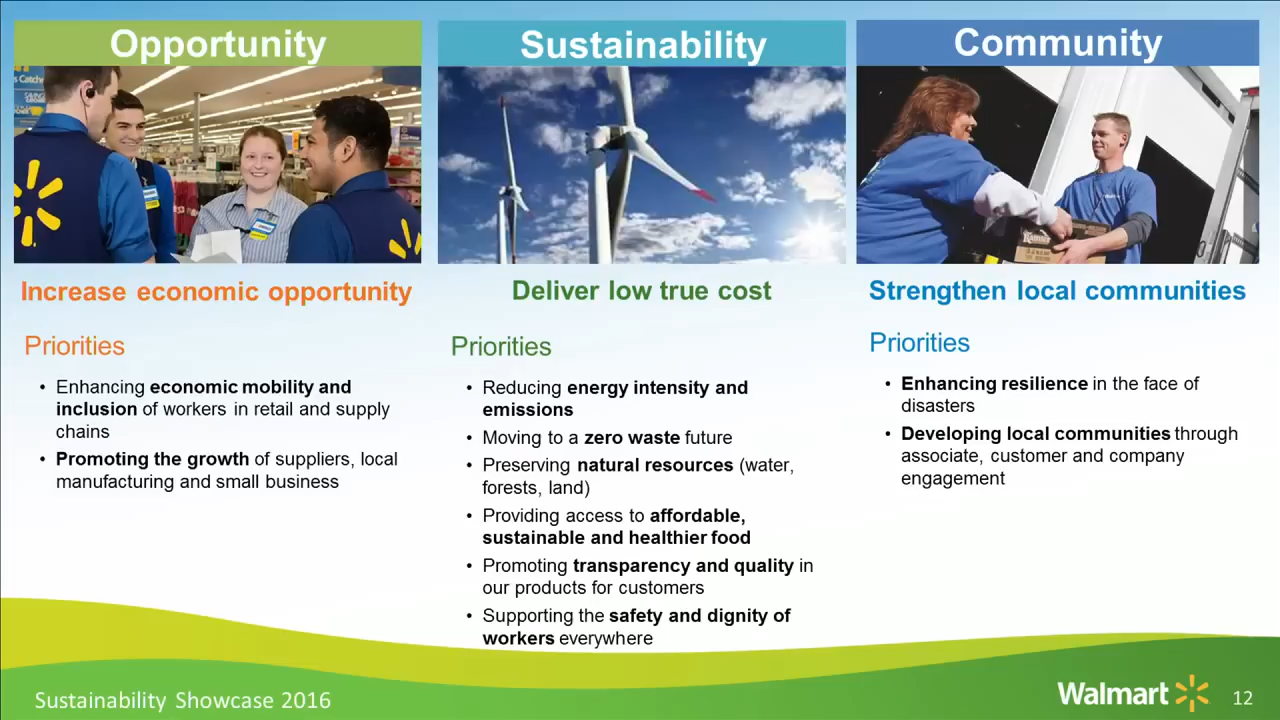 Opportunity
Increase economic opportunity
Priorities
• Enhancing economic mobility and
inclusion of workers in retail and supply
chains
• Promoting the growth of suppliers, local
manufacturing and small business
Sustainability
Deliver low true cost
Priorities
• Reducing energy intensity and
emissions
• Moving to a zero waste future
• Preserving natural resources (water,
forests, land)
• Providing access to affordable,
sustainable and healthier food
• Promoting transparency and quality in
our products for customers
• Supporting the safety and dignity of
workers everywhere
Community
Strengthen local communities
Priorities
• Enhancing resilience in the face of
disasters
• Developing local communities through
associate, customer and company
engagement
Sustainability Showcase 2016
Walmart
12